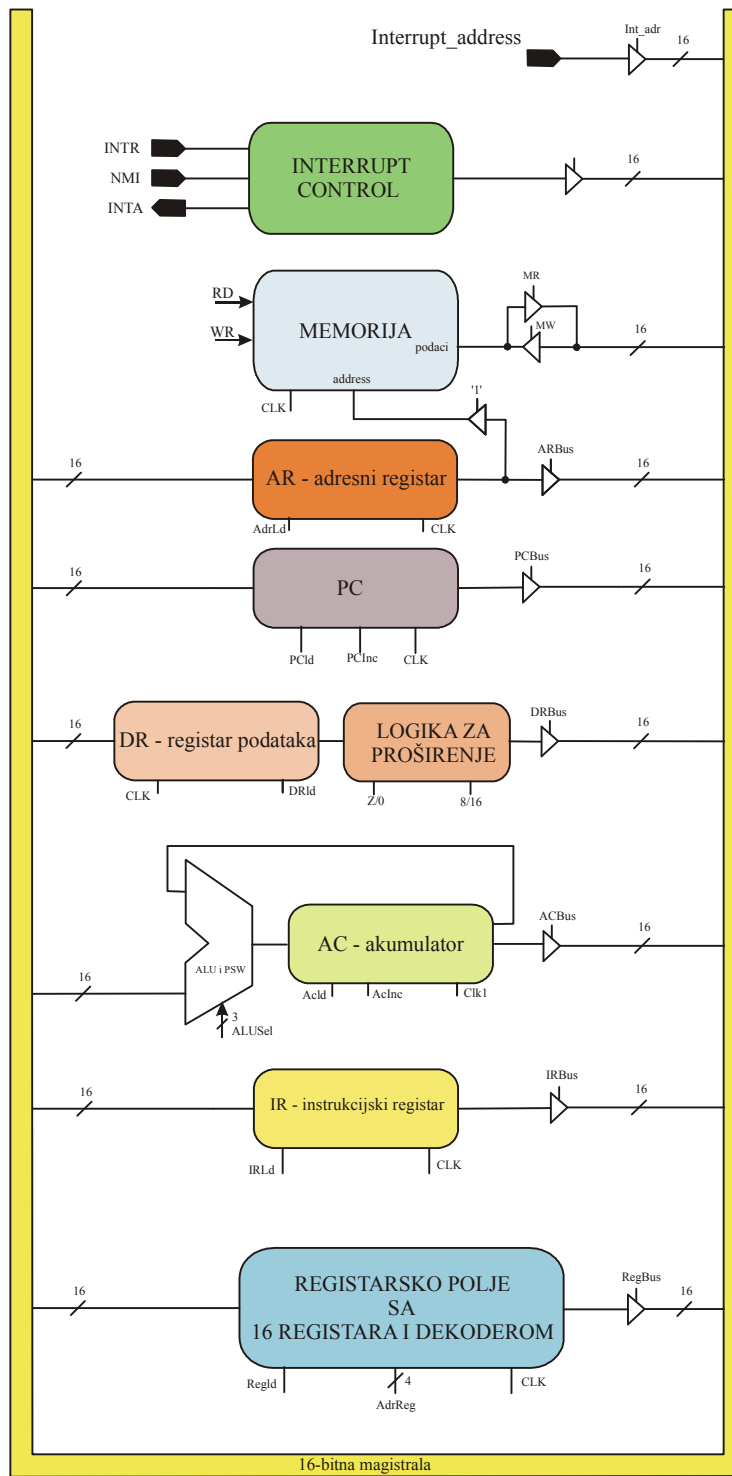 Interrupt_address
Int_adr
16
INTR
NMI
INTA
INTERRUPT
CONTROL
16
RD
WR
MEMORIJA
podaci
address
CLK
MR
MW
16
'1'
16
AR - adresni registar
AdrLd
CLK
ARBus
16
16
PC
PCld
PCInc
CLK
PCBus
16
16
DR - registar podataka
CLK
DRld
LOGIKA ZA
PROŠIRENJE
Z/0
8/16
DRBus
16
16
ALU i PSW
3
ALUSel
AC - akumulator
Acld
AcInc
Clk1
ACBus
16
16
IR - instrukcijski registar
IRLd
CLK
IRBus
16
16
REGISTARSKO POLJE
SA
16 REGISTARA I DEKODEROM
Regld
4
AdrReg
CLK
RegBus
16
16-bitna magistrala